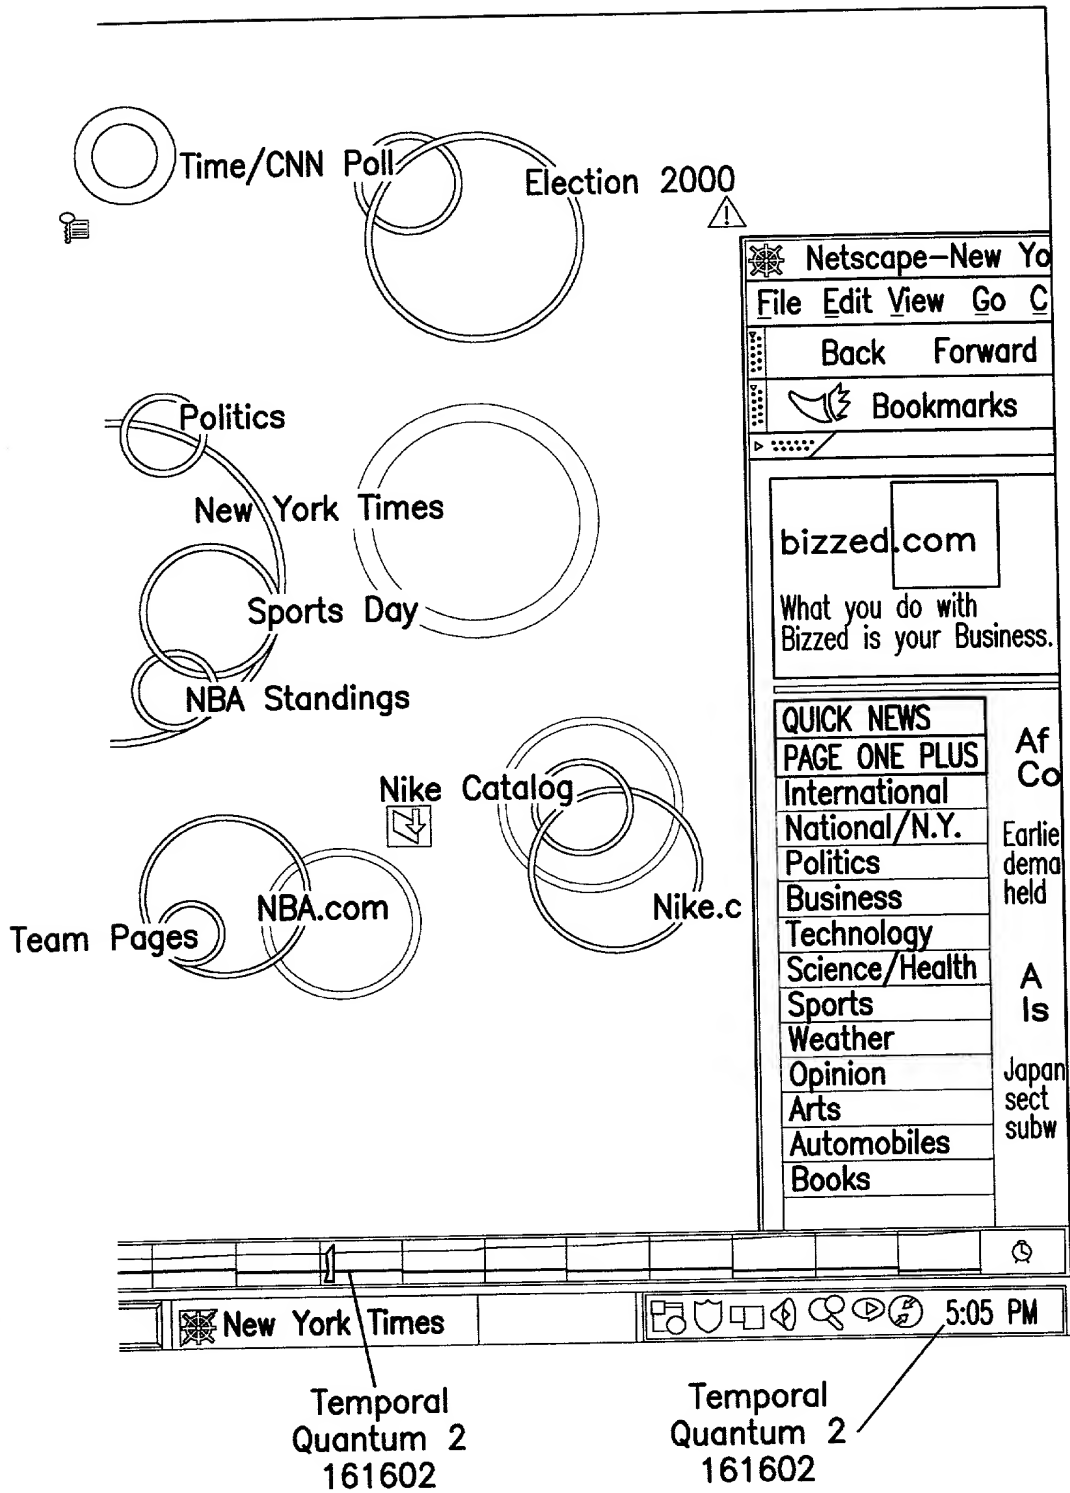 Time/CNN Poll
Election 2000
Netscape-New Yo
File Edit View Go C
Back Forward
Bookmarks
Politics
New York Times
bizzed.com
What you do with
Bizzed is your Business.
Sports Day
NBA Standings
QUICK NEWS
PAGE ONE PLUS
International
National/N.Y.
Politics
Business
Technology
Science/Health
Sports
Weather
Opinion
Arts
Automobiles
Books
Af
Co
Earlie
dema
held
A
Is
Japan
sect
subw
Nike Catalog
Nike.c
NBA.com
Team Pages
New York Times
5:05 PM
Temporal
Quantum 2
161602
Temporal
Quantum 2
161602